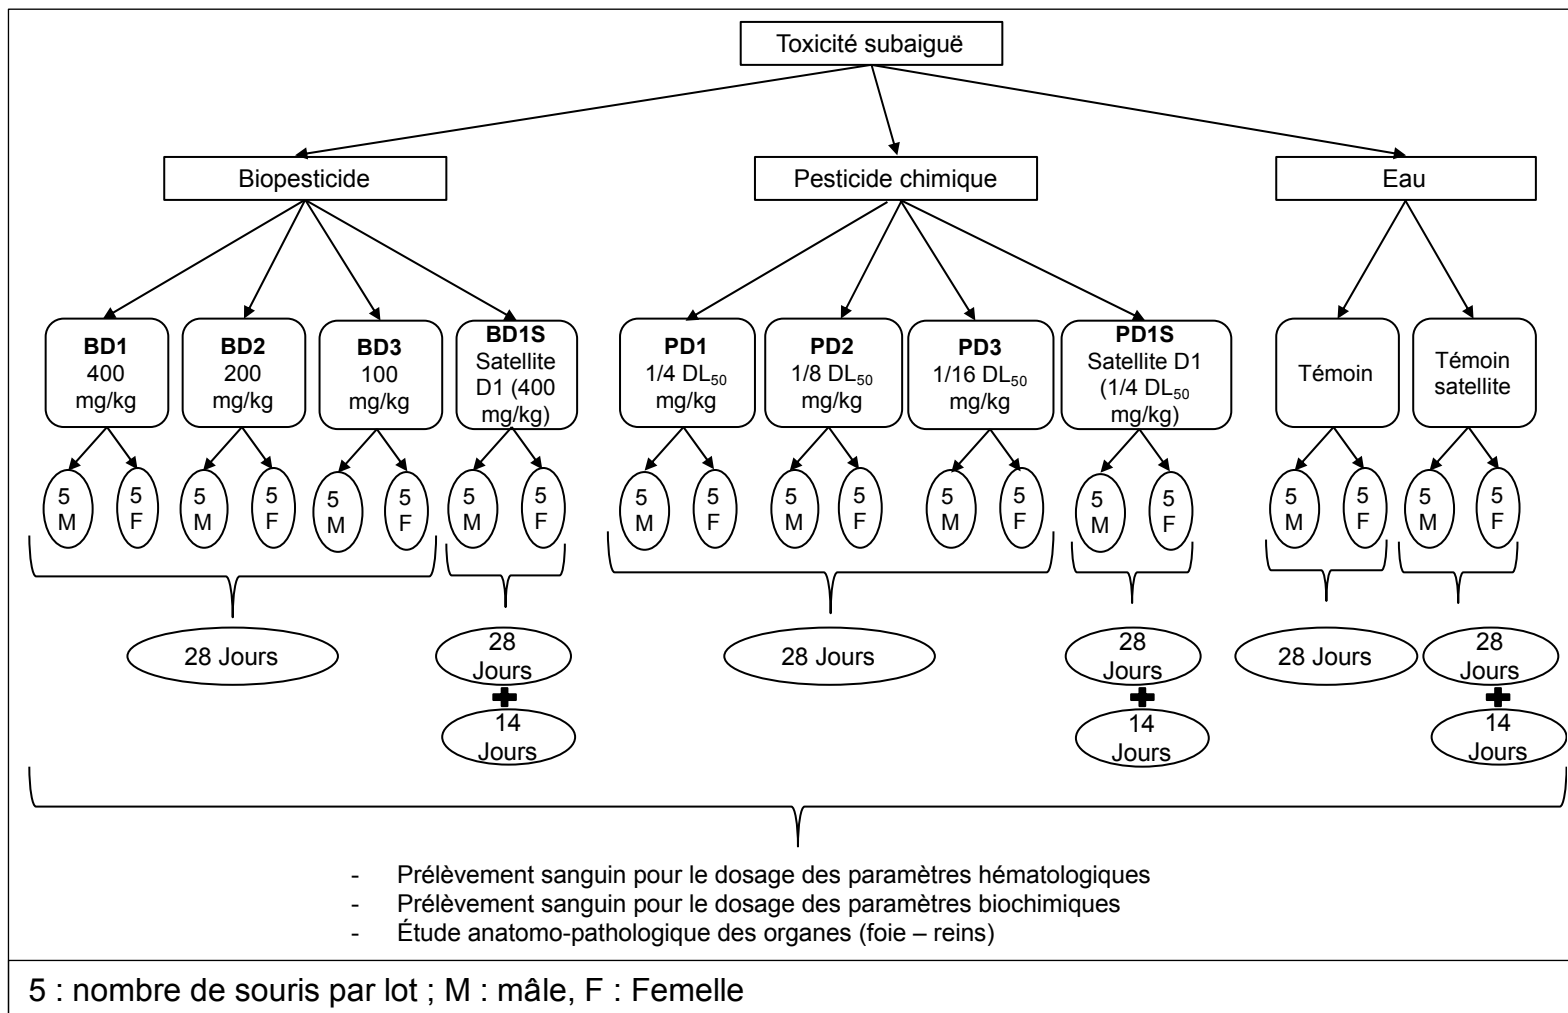 Toxicité subaiguë
Biopesticide
Pesticide chimique
Eau
BD1
400
mg/kg
BD2
200
mg/kg
BD3
100
mg/kg
BD1S
Satellite
D1 (400
mg/kg)
PD1
1/4 DL₅₀
mg/kg
PD2
1/8 DL₅₀
mg/kg
PD3
1/16 DL₅₀
mg/kg
PD1S
Satellite D1
(1/4 DL₅₀
mg/kg)
Témoin
Témoin
satellite
5
M
5
F
5
M
5
F
5
M
5
F
5
M
5
F
5
M
5
F
5
M
5
F
5
M
5
F
5
M
5
F
5
M
5
F
5
M
5
F
28 Jours
28
Jours
14
Jours
28 Jours
28
Jours
14
Jours
28 Jours
28
Jours
14
Jours
- Prélèvement sanguin pour le dosage des paramètres hématologiques
- Prélèvement sanguin pour le dosage des paramètres biochimiques
- Étude anatomo-pathologique des organes (foie – reins)
5 : nombre de souris par lot ; M : mâle, F : Femelle